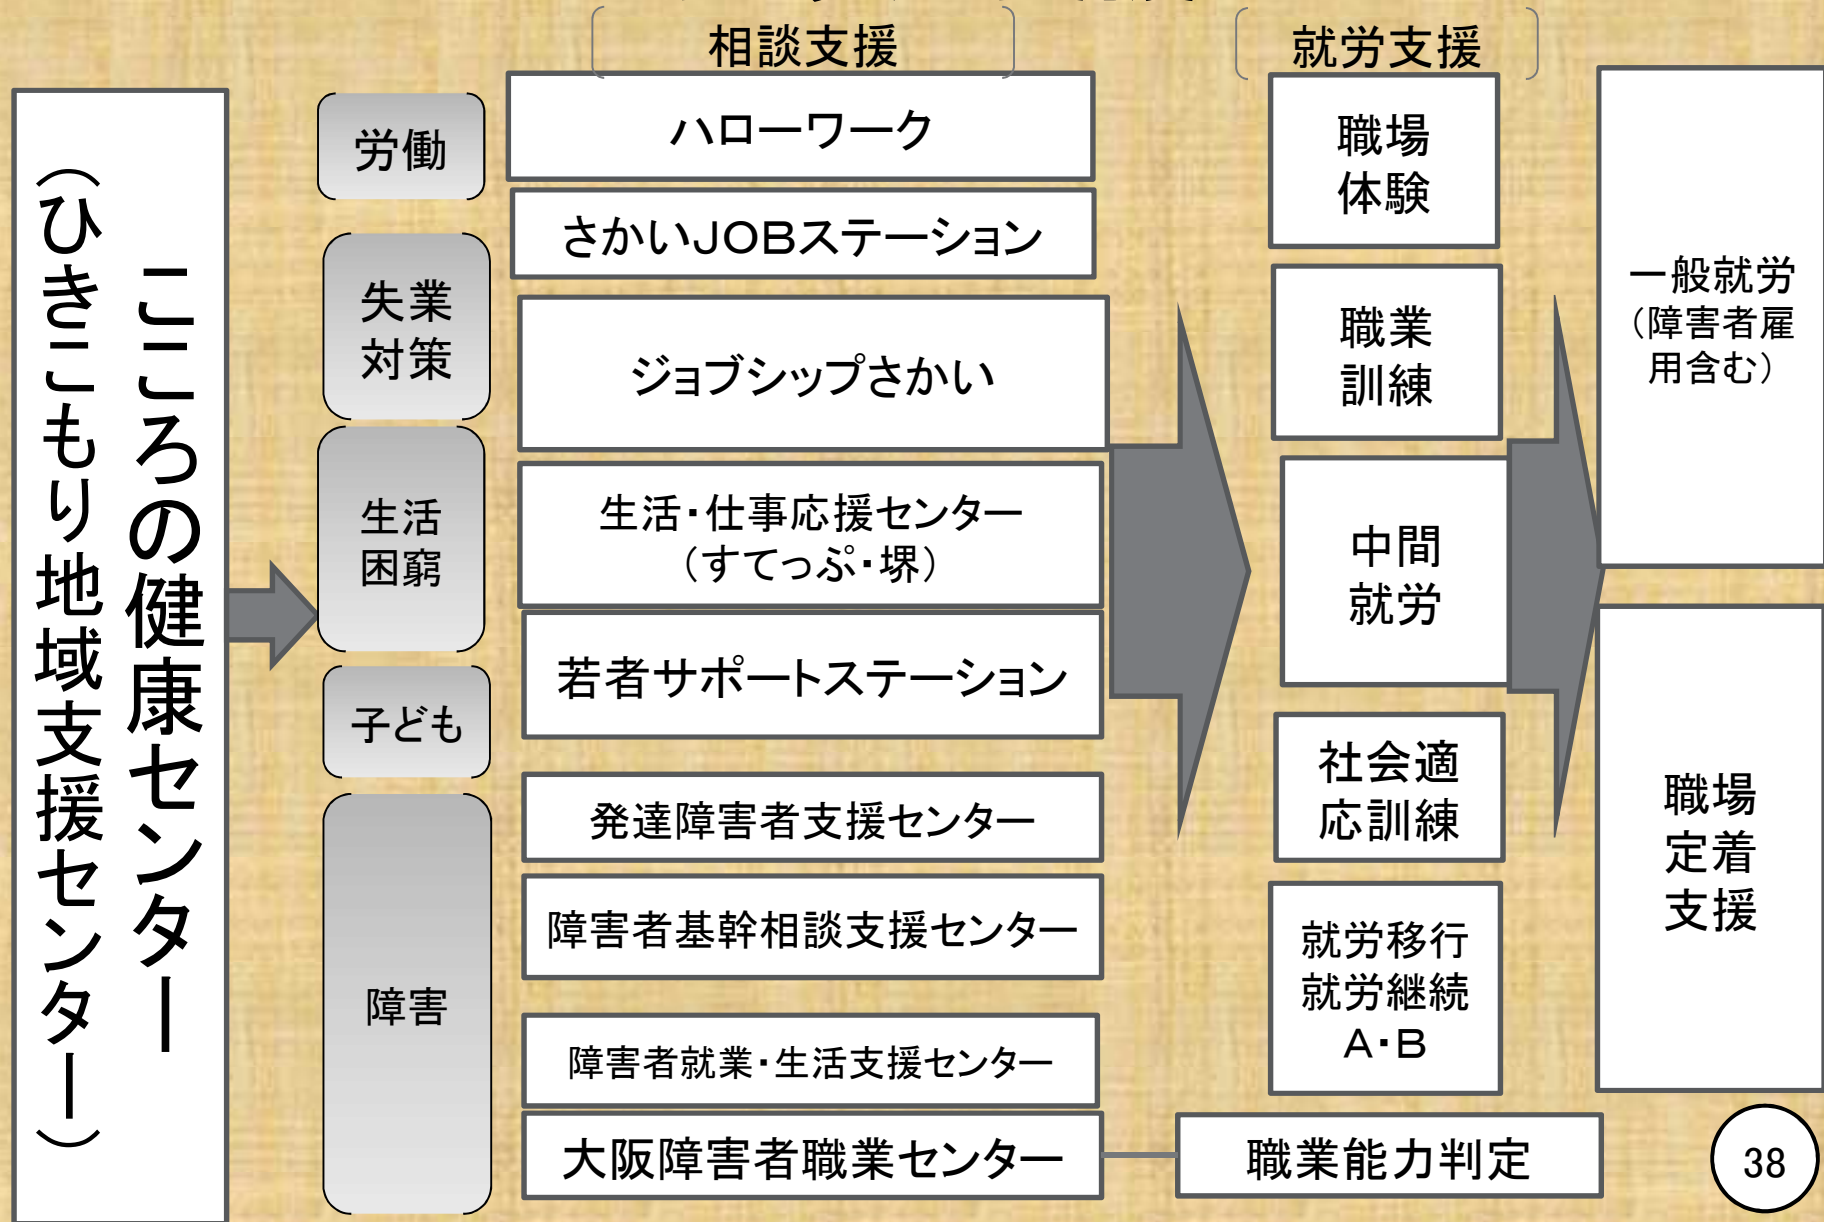 相談支援
就労支援
こころの健康センター
（ひきこもり地域支援センター）
労働
失業
対策
生活
困窮
子ども
障害
ハローワーク
さかいJOBステーション
ジョブシップさかい
生活・仕事応援センター
（すてっぷ・堺）
若者サポートステーション
発達障害者支援センター
障害者基幹相談支援センター
障害者就業・生活支援センター
大阪障害者職業センター
職場
体験
職業
訓練
中間
就労
社会適
応訓練
就労移行
就労継続
A・B
職業能力判定
一般就労
（障害者雇
用含む）
職場
定着
支援
38